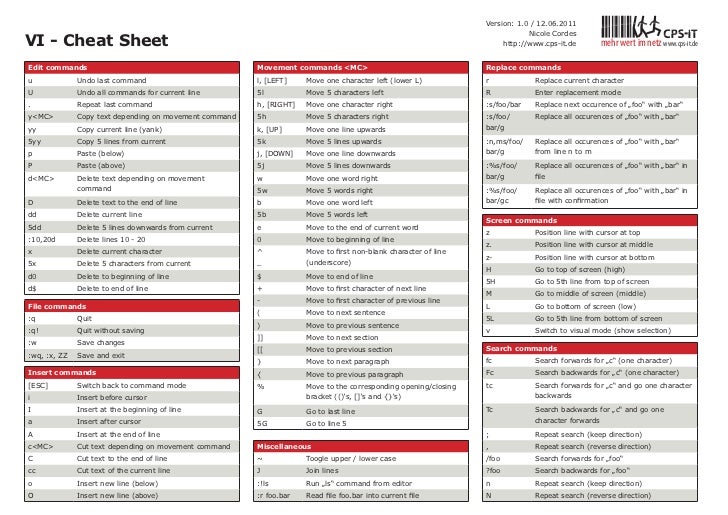 VI - Cheat Sheet
Version: 1.0 / 12.06.2011
Nicole Cordes
http://www.cps-it.de
CPS-IT
mehr wert im netz www.cps-it.de
Edit commands
u Undo last command
U Undo all commands for current line
. Repeat last command
y<MC> Copy text depending on movement command
yy Copy current line (yank)
5yy Copy 5 lines from current
p Paste (below)
P Paste (above)
d<MC> Delete text depending on movement
command
D Delete text to the end of line
dd Delete current line
5dd Delete 5 lines downwards from current
:10,20d Delete lines 10 - 20
x Delete current character
5x Delete 5 characters from current
d0 Delete to beginning of line
d$ Delete to end of line
File commands
:q Quit
:q! Quit without saving
:w Save changes
:wq, :x, ZZ Save and exit
Insert commands
[ESC] Switch back to command mode
i Insert before cursor
I Insert at the beginning of line
a Insert after cursor
A Insert at the end of line
c<MC> Cut text depending on movement command
C Cut text to the end of line
cc Cut text of the current line
o Insert new line (below)
O Insert new line (above)
Movement commands <MC>
l, [LEFT] Move one character left (lower L)
5l Move 5 characters left
h, [RIGHT] Move one character right
5h Move 5 characters right
k, [UP] Move one line upwards
5k Move 5 lines upwards
j, [DOWN] Move one line downwards
5j Move 5 lines downwards
w Move one word right
5w Move 5 words right
b Move one word left
5b Move 5 words left
e Move to the end of current word
0 Move to beginning of line
^ Move to first non-blank character of line
_ (underscore)
$ Move to end of line
+ Move to first character of next line
- Move to first character of previous line
( Move to next sentence
) Move to previous sentence
]] Move to next section
[[ Move to previous section
} Move to next paragraph
{ Move to previous paragraph
% Move to the corresponding opening/closing
bracket (()'s, []'s and {}'s)
G Go to last line
5G Go to line 5
Miscellaneous
~ Toogle upper / lower case
J Join lines
:!ls Run „ls“ command from editor
:r foo.bar Read file foo.bar into current file
Replace commands
r Replace current character
R Enter replacement mode
:s/foo/bar Replace next occurence of „foo“ with „bar“
:s/foo/ Replace all occurences of „foo“ with „bar“
bar/g
:n,ms/foo/ Replace all occurences of „foo“ with „bar“
bar/g from line n to m
:%s/foo/ Replace all occurences of „foo“ with „bar“ in
bar/g file
:%s/foo/ Replace all occurences of „foo“ with „bar“ in
bar/gc file with confirmation
Screen commands
z Position line with cursor at top
z. Position line with cursor at middle
z- Position line with cursor at bottom
H Go to top of screen (high)
5H Go to 5th line from top of screen
M Go to middle of screen (middle)
L Go to bottom of screen (low)
5L Go to 5th line from bottom of screen
v Switch to visual mode (show selection)
Search commands
fc Search forwards for „c“ (one character)
Fc Search backwards for „c“ (one character)
tc Search forwards for „c“ and go one character
backwards
Tc Search backwards for „c“ and go one
character forwards
; Repeat search (keep direction)
, Repeat search (reverse direction)
/foo Search forwards for „foo“
?foo Search backwards for „foo“
n Repeat search (keep direction)
N Repeat search (reverse direction)